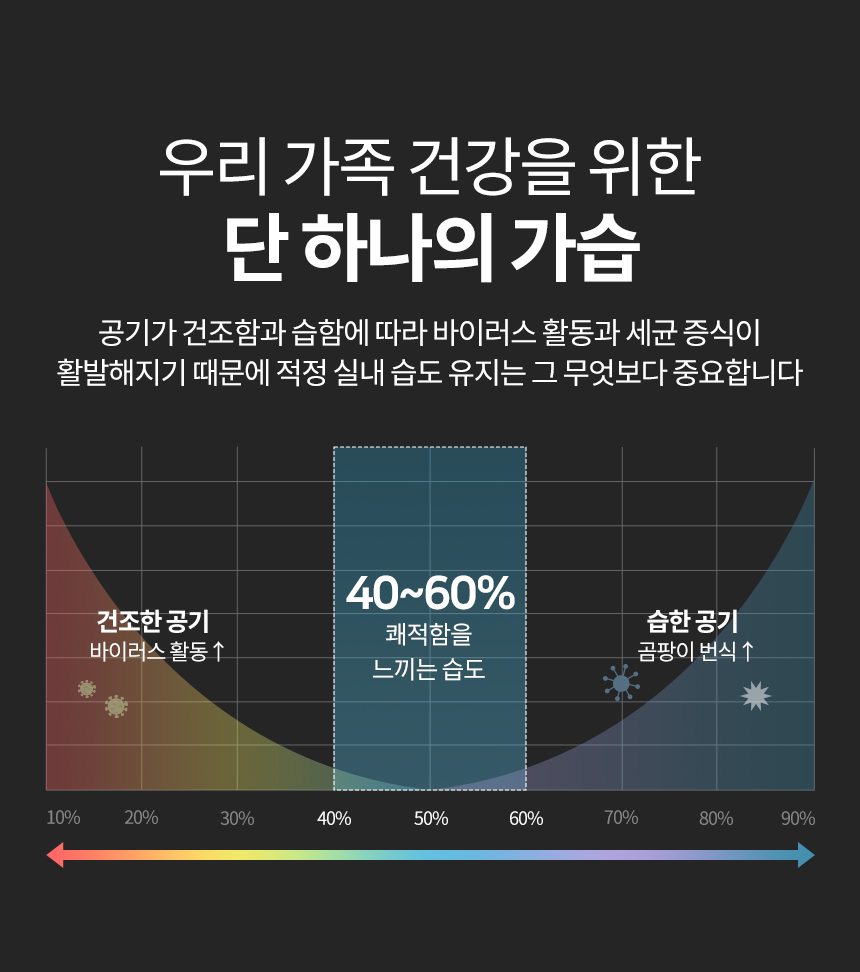 우리 가족 건강을 위한
단 하나의 가습
공기가 건조함과 습함에 따라 바이러스 활동과 세균 증식이
활발해지기 때문에 적정 실내 습도 유지는 그 무엇보다 중요합니다
40~60%
쾌적함을
느끼는 습도
건조한 공기
바이러스 활동↑
습한 공기
곰팡이 번식↑
10% 20% 30% 40% 50% 60% 70% 80% 90%